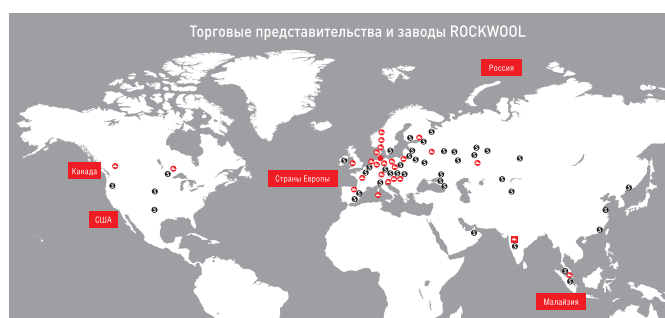 Торговые представительства и заводы ROCKWOOL
Россия
Канада
Страны Европы
США
Малайзия